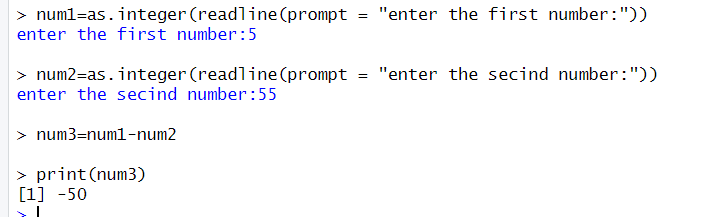 > num1=as.integer(readline(prompt = "enter the first number:"))
enter the first number:5
> num2=as.integer(readline(prompt = "enter the secind number:"))
enter the secind number:55
> num3=num1-num2
> print(num3)
[1] -50
>